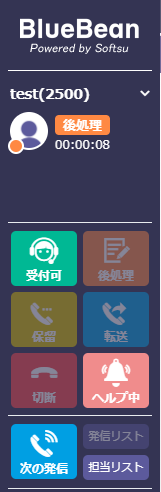 BlueBean
Powered by Softsu
test(2500)
後処理
00:00:08
受付可
後処理
保留
転送
切断
ヘルプ中
次の発信
発信リスト
担当リスト